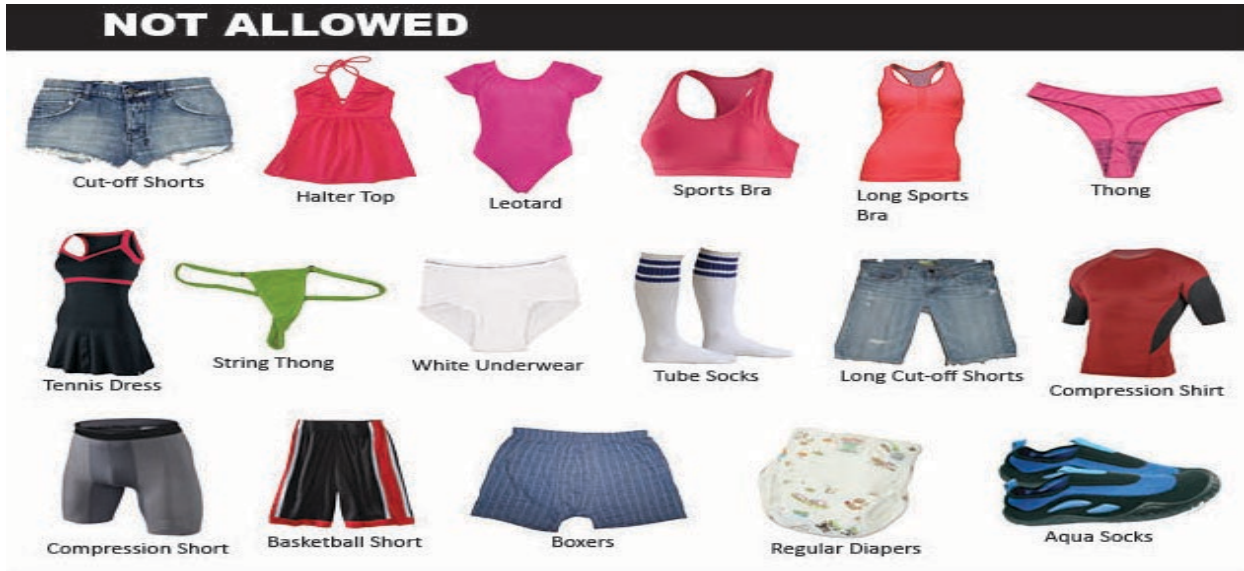 NOT ALLOWED
Cut-off Shorts
Halter Top
Leotard
Sports Bra
Long Sports
Bra
Thong
Tennis Dress
String Thong
White Underwear
Tube Socks
Long Cut-off Shorts
Compression Shirt
Compression Short
Basketball Short
Boxers
Regular Diapers
Aqua Socks